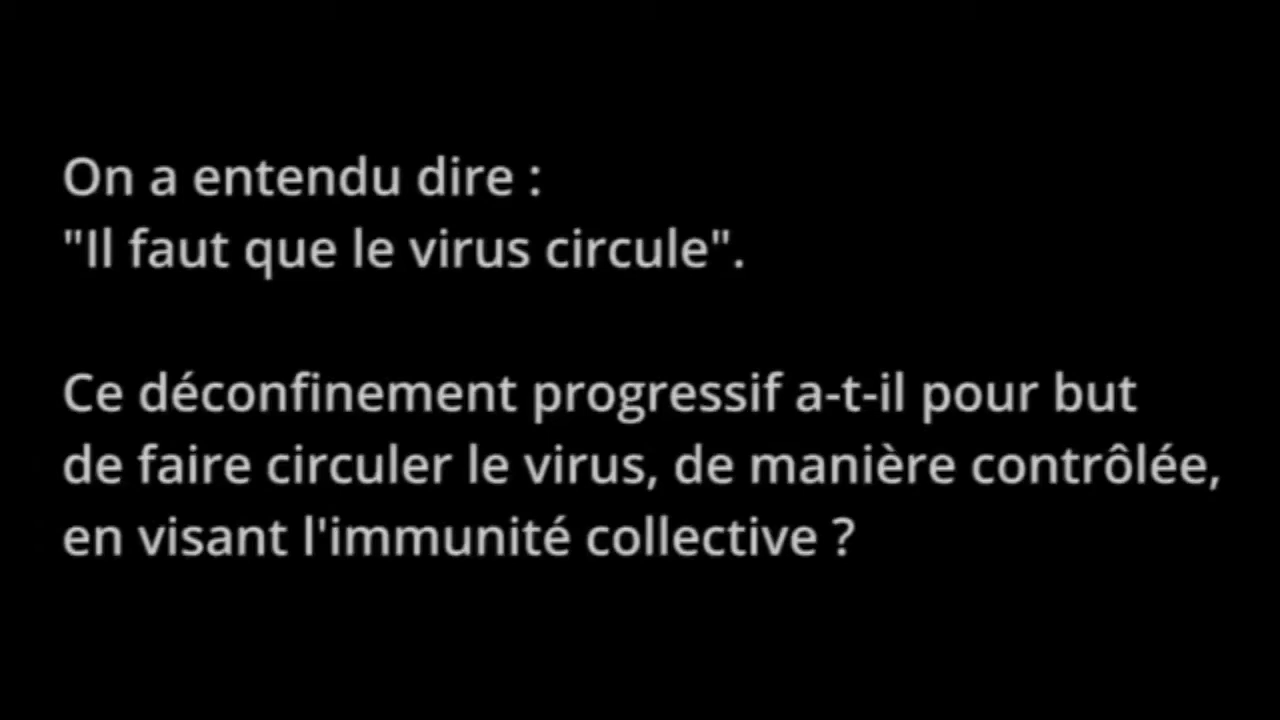 On a entendu dire :
"Il faut que le virus circule".
Ce déconfinement progressif a-t-il pour but
de faire circuler le virus, de manière contrôlée,
en visant l'immunité collective ?